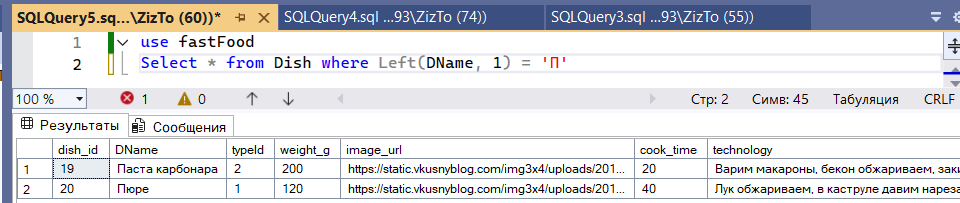 SQLQuery5.sq...\ZizTo (60))* SQLQuery4.sql ...93\ZizTo (74)) SQLQuery3.sql ...93\ZizTo (55))
1 use fastFood
2 Select * from Dish where Left(DName, 1) = 'П'
100 % 1 0 Стр: 2 Симв: 45 Табуляция CRLF
Результаты Сообщения
dish_id DName typeId weight_g image_url cook_time technology
1 19 Паста карбонара 2 200 https://static.vkusnyblog.com/img3x4/uploads/201... 20 Варим макароны, бекон обжариваем, заки
2 20 Пюре 1 120 https://static.vkusnyblog.com/img3x4/uploads/201... 40 Лук обжариваем, в каструле давим нареза